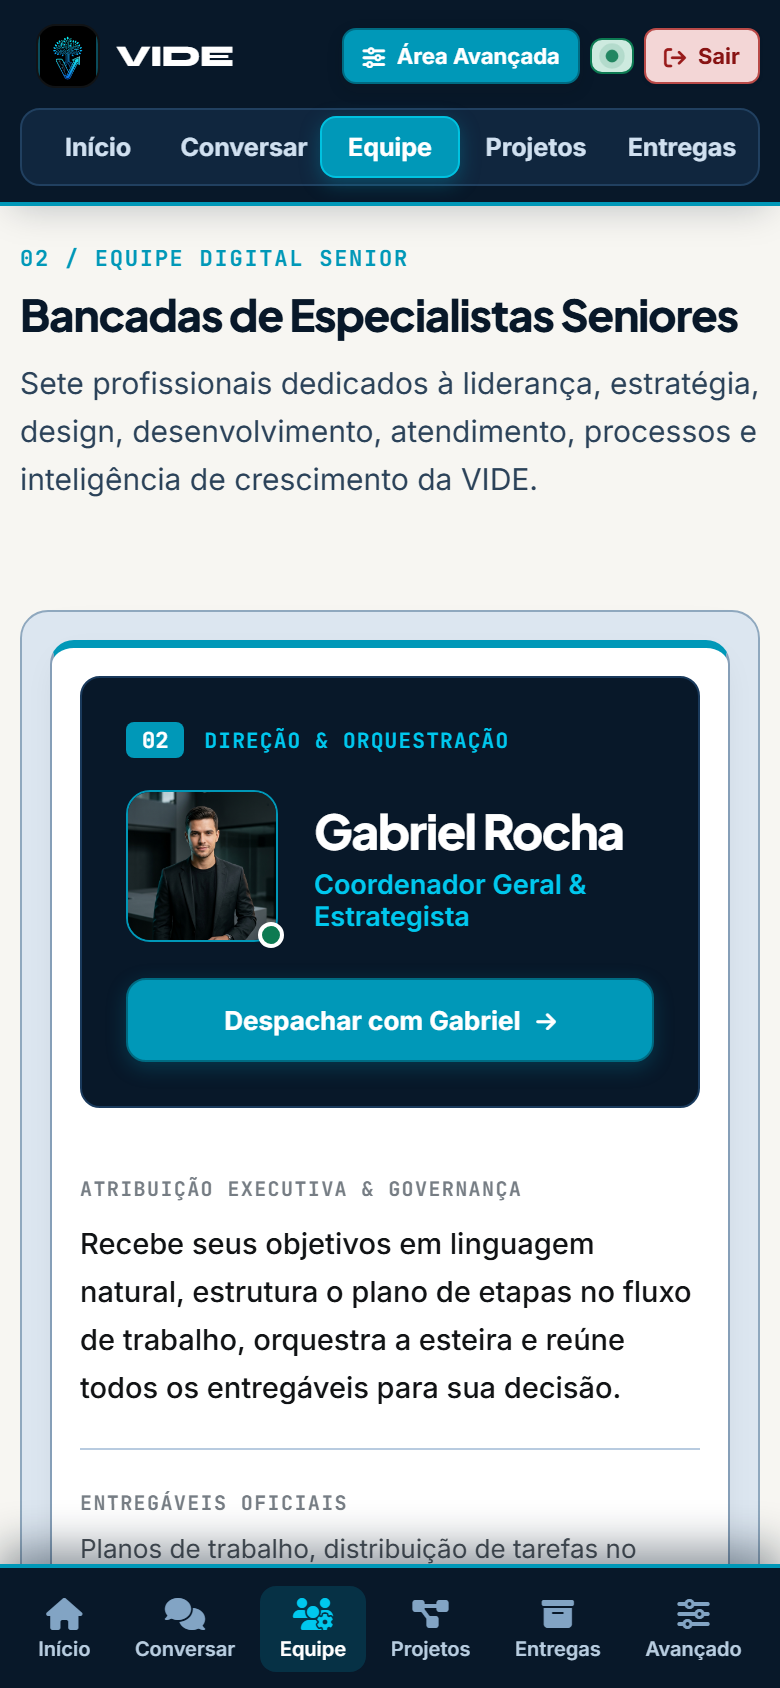 VIDE
Área Avançada
Sair
Início
Conversar
Equipe
Projetos
Entregas
02 / EQUIPE DIGITAL SENIOR
Bancadas de Especialistas Seniores
Sete profissionais dedicados à liderança, estratégia,
design, desenvolvimento, atendimento, processos e
inteligência de crescimento da VIDE.
02 DIREÇÃO & ORQUESTRAÇÃO
Gabriel Rocha
Coordenador Geral &
Estrategista
Despachar com Gabriel →
ATRIBUIÇÃO EXECUTIVA & GOVERNANÇA
Recebe seus objetivos em linguagem
natural, estrutura o plano de etapas no fluxo
de trabalho, orquestra a esteira e reúne
todos os entregáveis para sua decisão.
ENTREGÁVEIS OFICIAIS
Planos de trabalho, distribuição de tarefas no
Início
Conversar
Equipe
Projetos
Entregas
Avançado